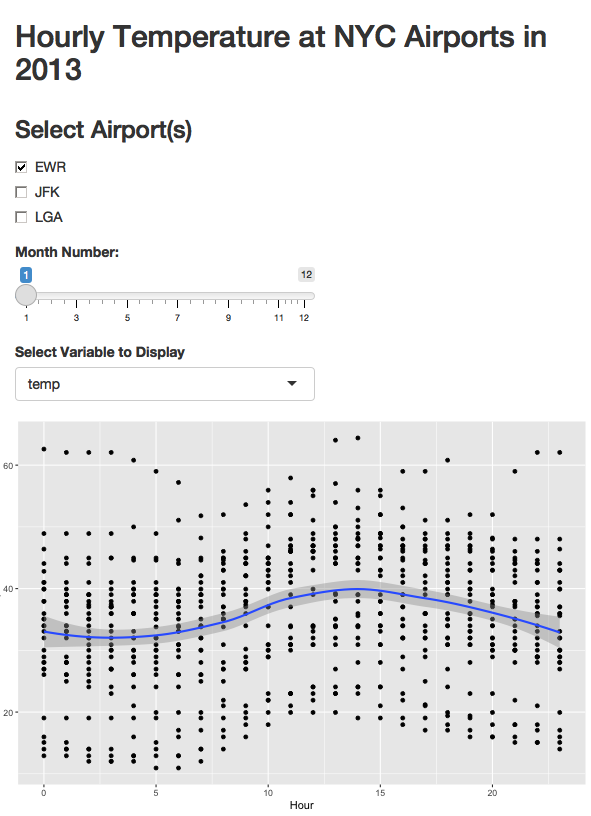 Hourly Temperature at NYC Airports in
2013
Select Airport(s)
EWR
JFK
LGA
Month Number:
1 12
1 3 5 7 9 11 12
Select Variable to Display
temp
60
40
20
0 5 10 15 20
Hour